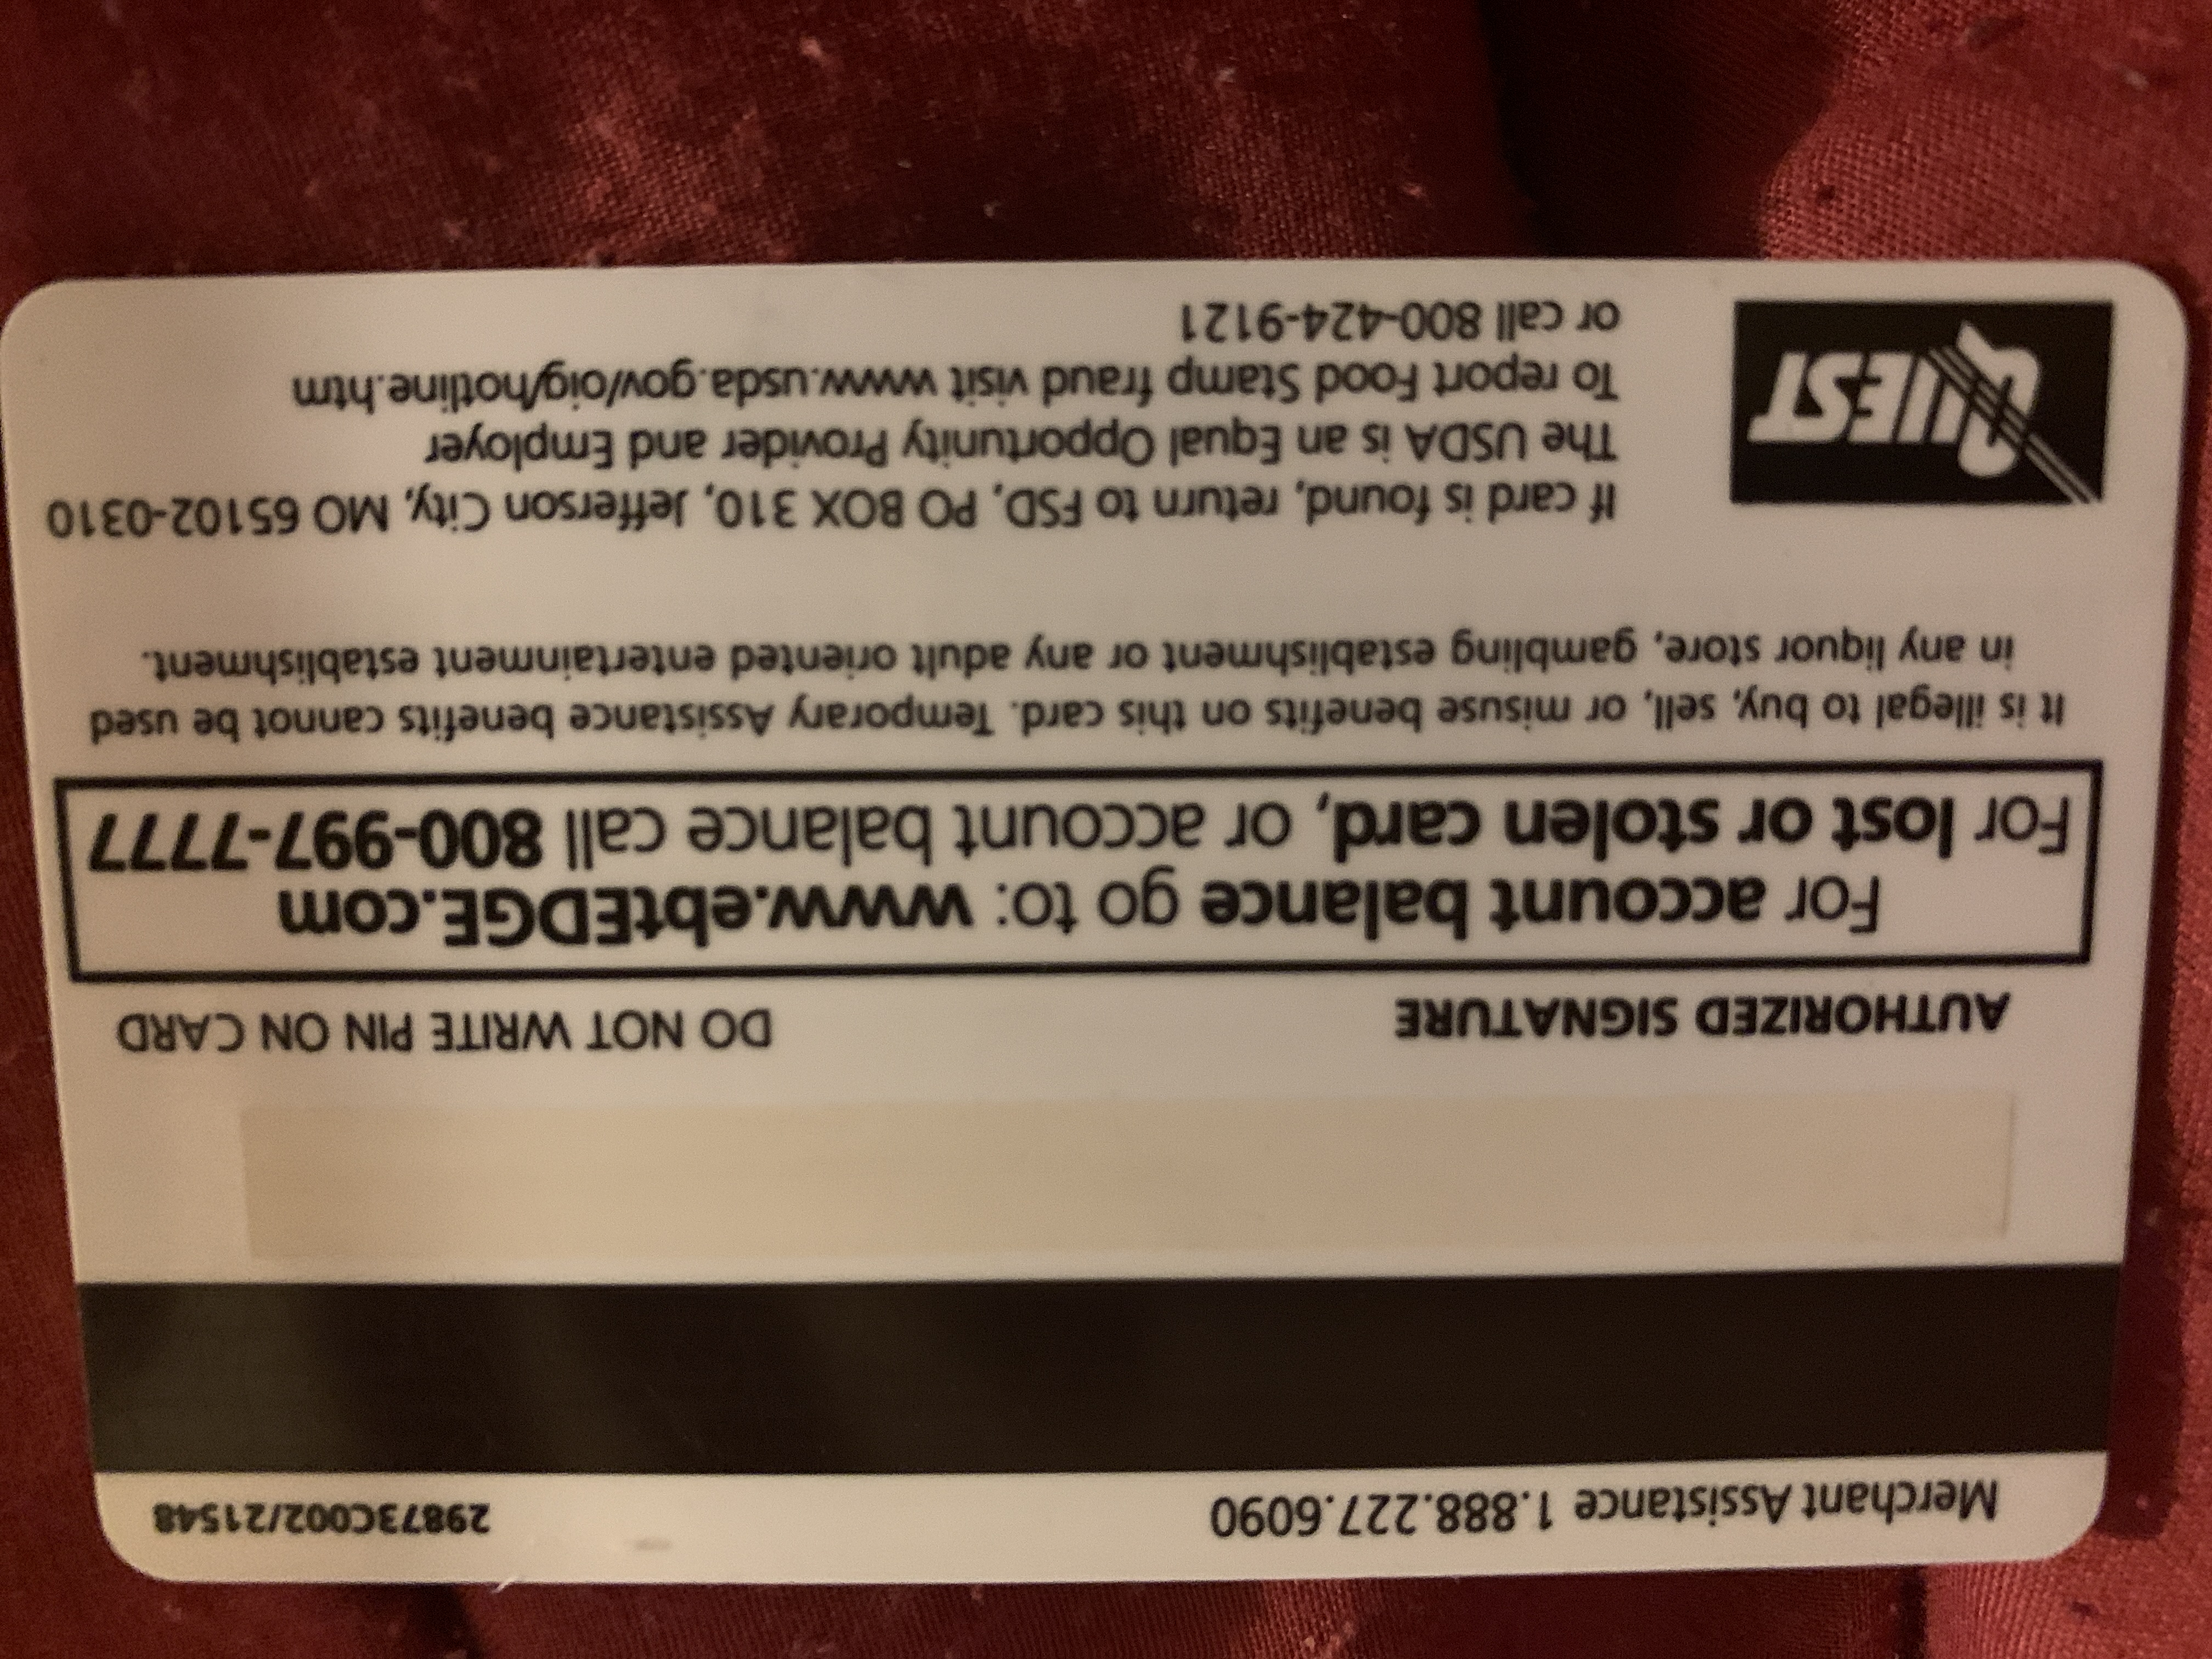 Merchant Assistance 1.888.227.6090
29873C002/21548
AUTHORIZED SIGNATURE
DO NOT WRITE PIN ON CARD
For account balance go to: www.ebtEDGE.com
For lost or stolen card, or account balance call 800-997-7777
It is illegal to buy, sell, or misuse benefits on this card. Temporary Assistance benefits cannot be used
in any liquor store, gambling establishment or any adult oriented entertainment establishment.
QUEST
If card is found, return to FSD, PO BOX 310, Jefferson City, MO 65102-0310
The USDA is an Equal Opportunity Provider and Employer
To report Food Stamp fraud visit www.usda.gov/oig/hotline.htm
or call 800-424-9121